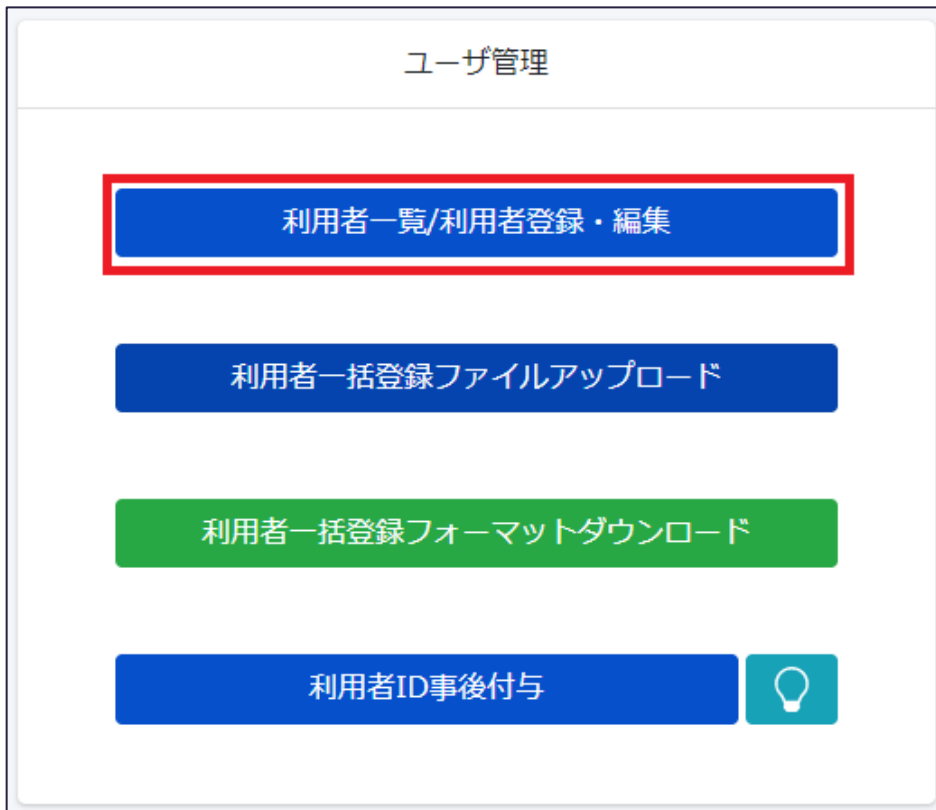 ユーザ管理
利用者一覧/利用者登録・編集
利用者一括登録ファイルアップロード
利用者一括登録フォーマットダウンロード
利用者ID事後付与